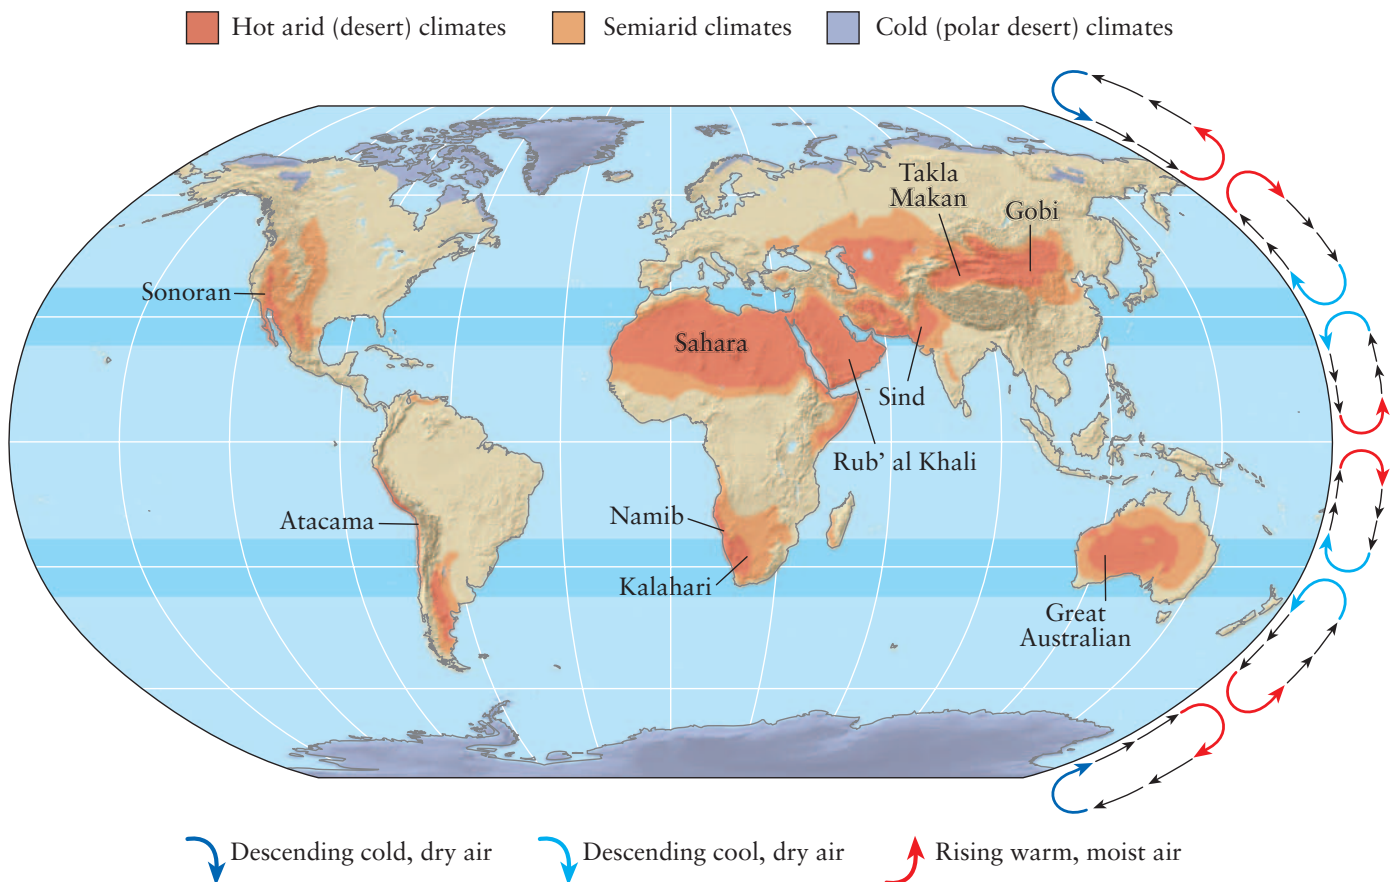 Hot arid (desert) climates
Semiarid climates
Cold (polar desert) climates
Takla
Makan
Gobi
Sonoran
Sahara
Sind
Rub’ al Khali
Atacama
Namib
Kalahari
Great
Australian
Descending cold, dry air
Descending cool, dry air
Rising warm, moist air